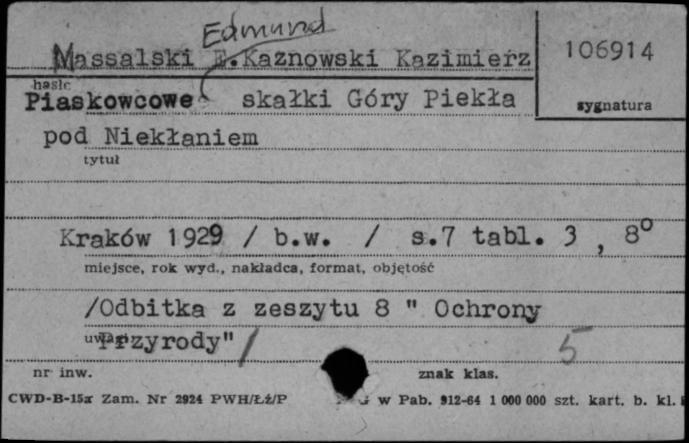 Edmund
Massalski E. Kaznowski Kazimierz
106914
hasło
Piaskowcowe skałki Góry Piekła
sygnatura
pod Niekłaniem
tytuł
Kraków 1929 / b.w. / s.7 tabl. 3 , 8°
miejsce, rok wyd., nakładca, format, objętość
/Odbitka z zeszytu 8 " Ochrony
uwagi
Przyrody" /
5
nr inw.
znak klas.
CWD-B-15x Zam. Nr 2924 PWH/Łż/P w Pab. 912-64 1 000 000 szt. kart. b. kl.